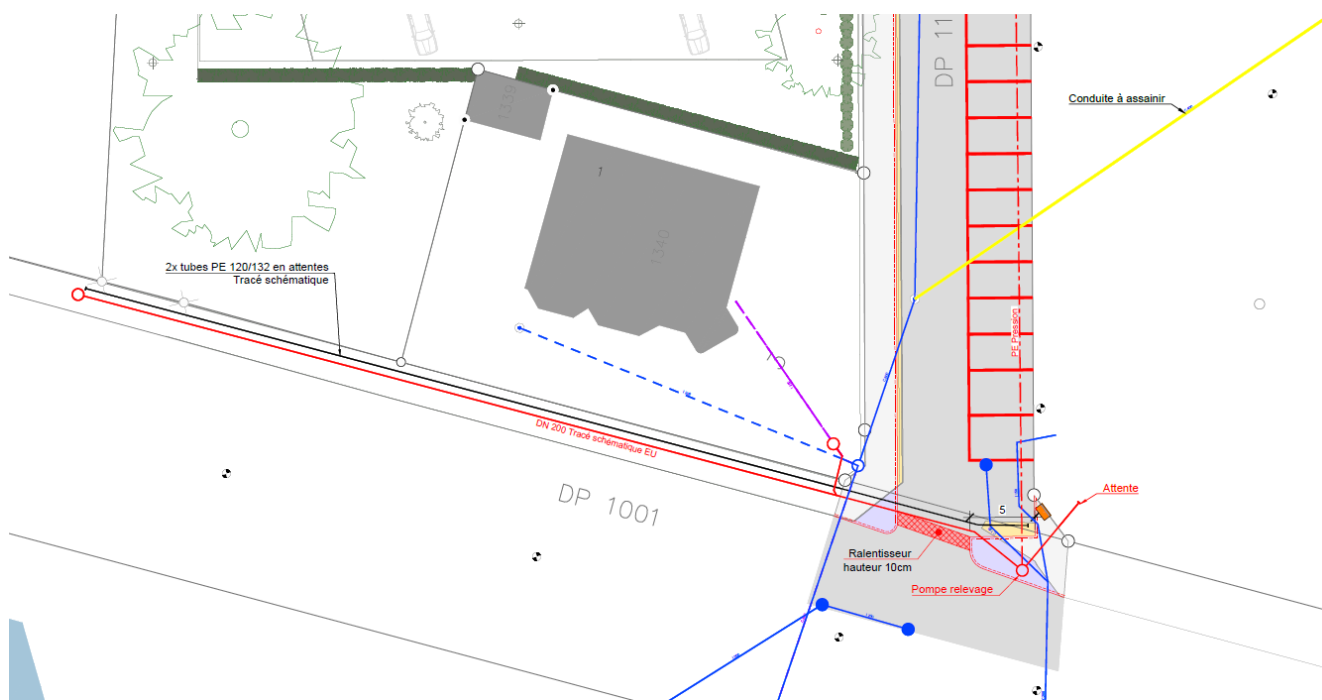 DP 11
1339
Conduite à assainir
1
1340
2x tubes PE 120/132 en attentes
Tracé schématique
PE Pression
DN 200 Tracé schématique EU
DP 1001
Attente
5
Ralentisseur
hauteur 10cm
Pompe relevage